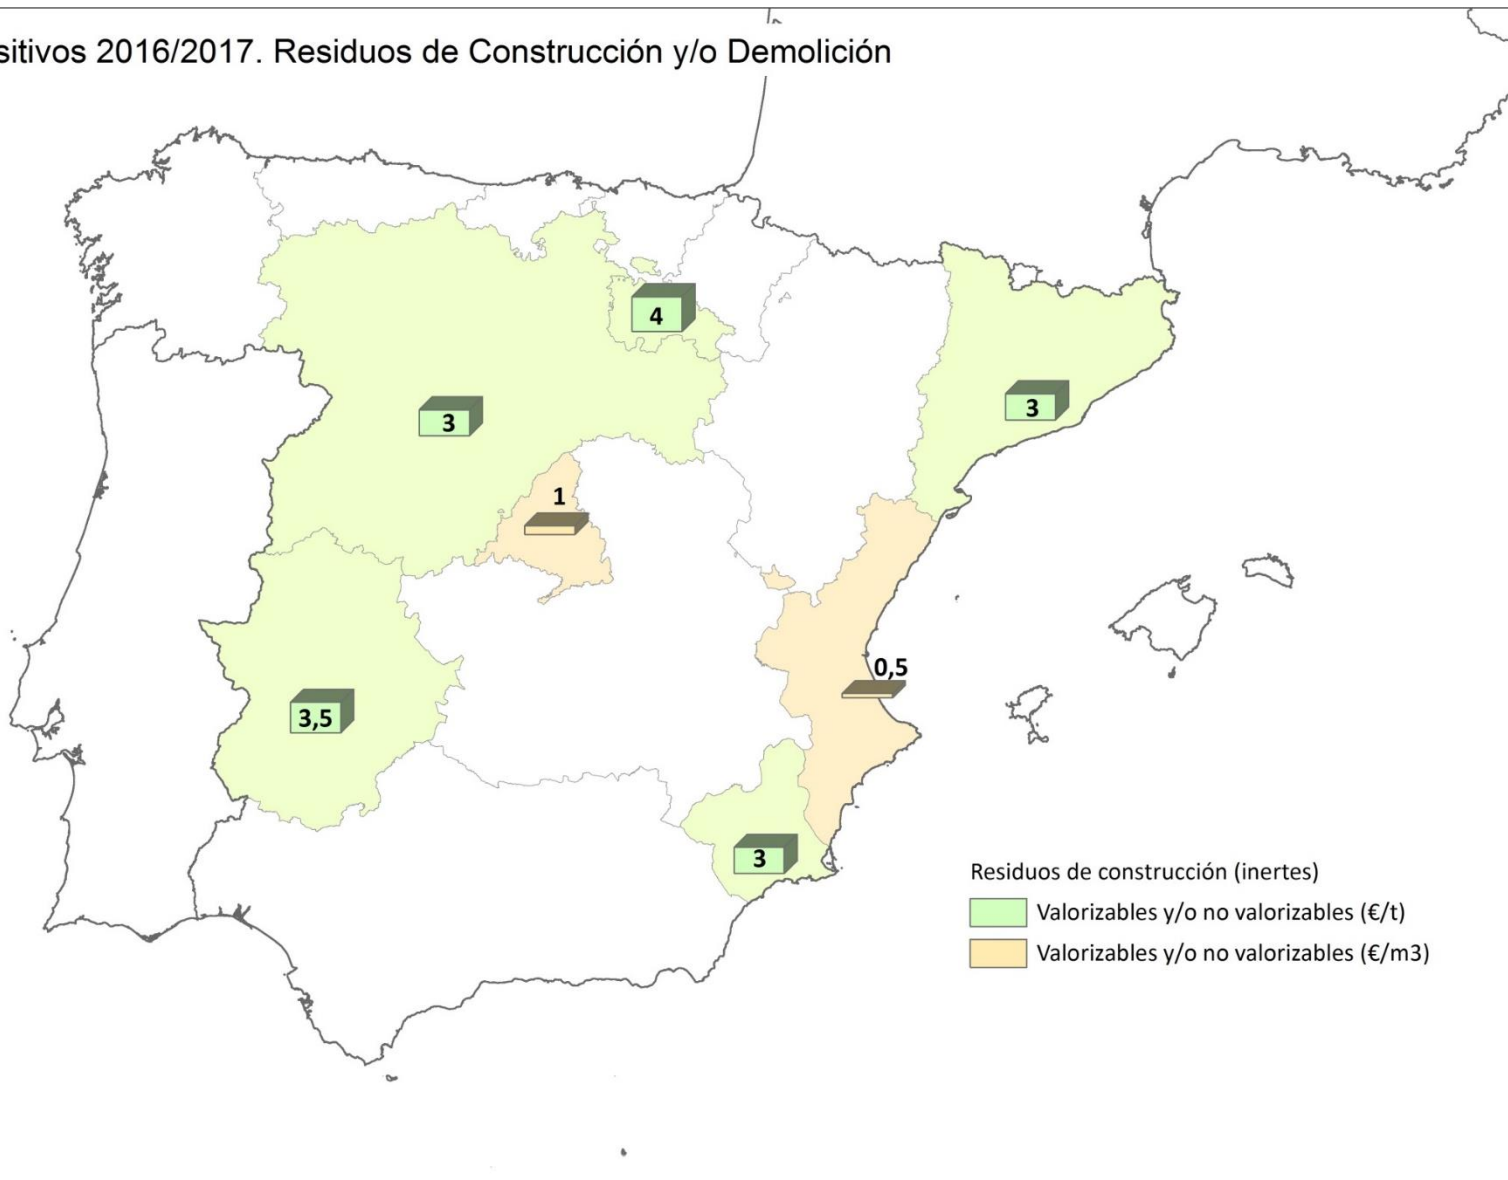 sitivos 2016/2017. Residuos de Construcción y/o Demolición
4
3
3
1
0,5
3,5
3
Residuos de construcción (inertes)
Valorizables y/o no valorizables (€/t)
Valorizables y/o no valorizables (€/m3)